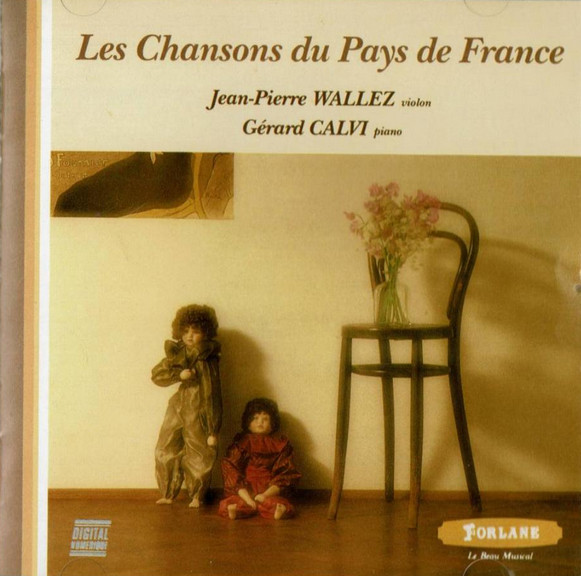 Les Chansons du Pays de France
Jean-Pierre WALLEZ violon
Gérard CALVI piano
DIGITAL
NUMÉRIQUE
FORLANE
Le Beau Musical